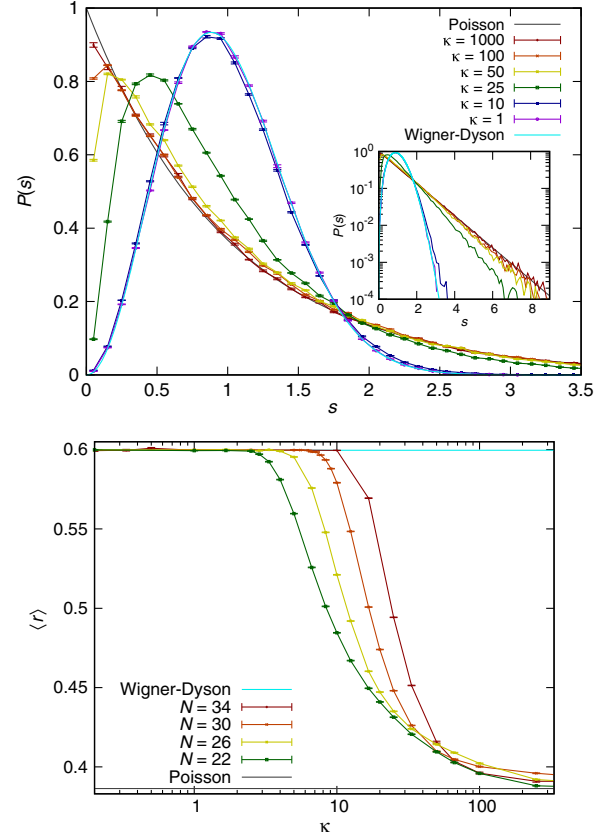 Poisson
κ = 1000
κ = 100
κ = 50
κ = 25
κ = 10
κ = 1
Wigner-Dyson
P(s)
1
0.8
0.6
0.4
0.2
0
0 0.5 1 1.5 2 2.5 3 3.5
s
P(s)
10^0
10^-1
10^-2
10^-3
10^-4
0 2 4 6 8
s
⟨r⟩
0.6
0.55
0.5
0.45
0.4
Wigner-Dyson
N = 34
N = 30
N = 26
N = 22
Poisson
1 10 100
κ